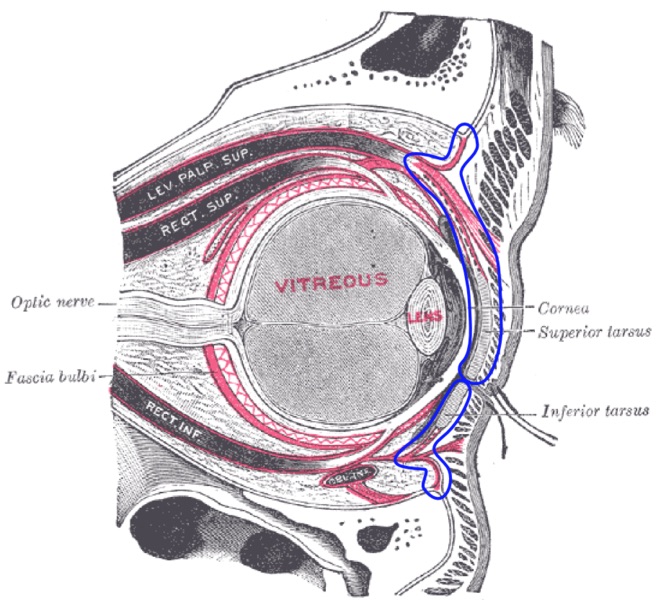 LEV. PALP. SUP.
RECT. SUP.
VITREOUS
LENS
Optic nerve
Cornea
Superior tarsus
Fascia bulbi
Inferior tarsus
RECT. INF.